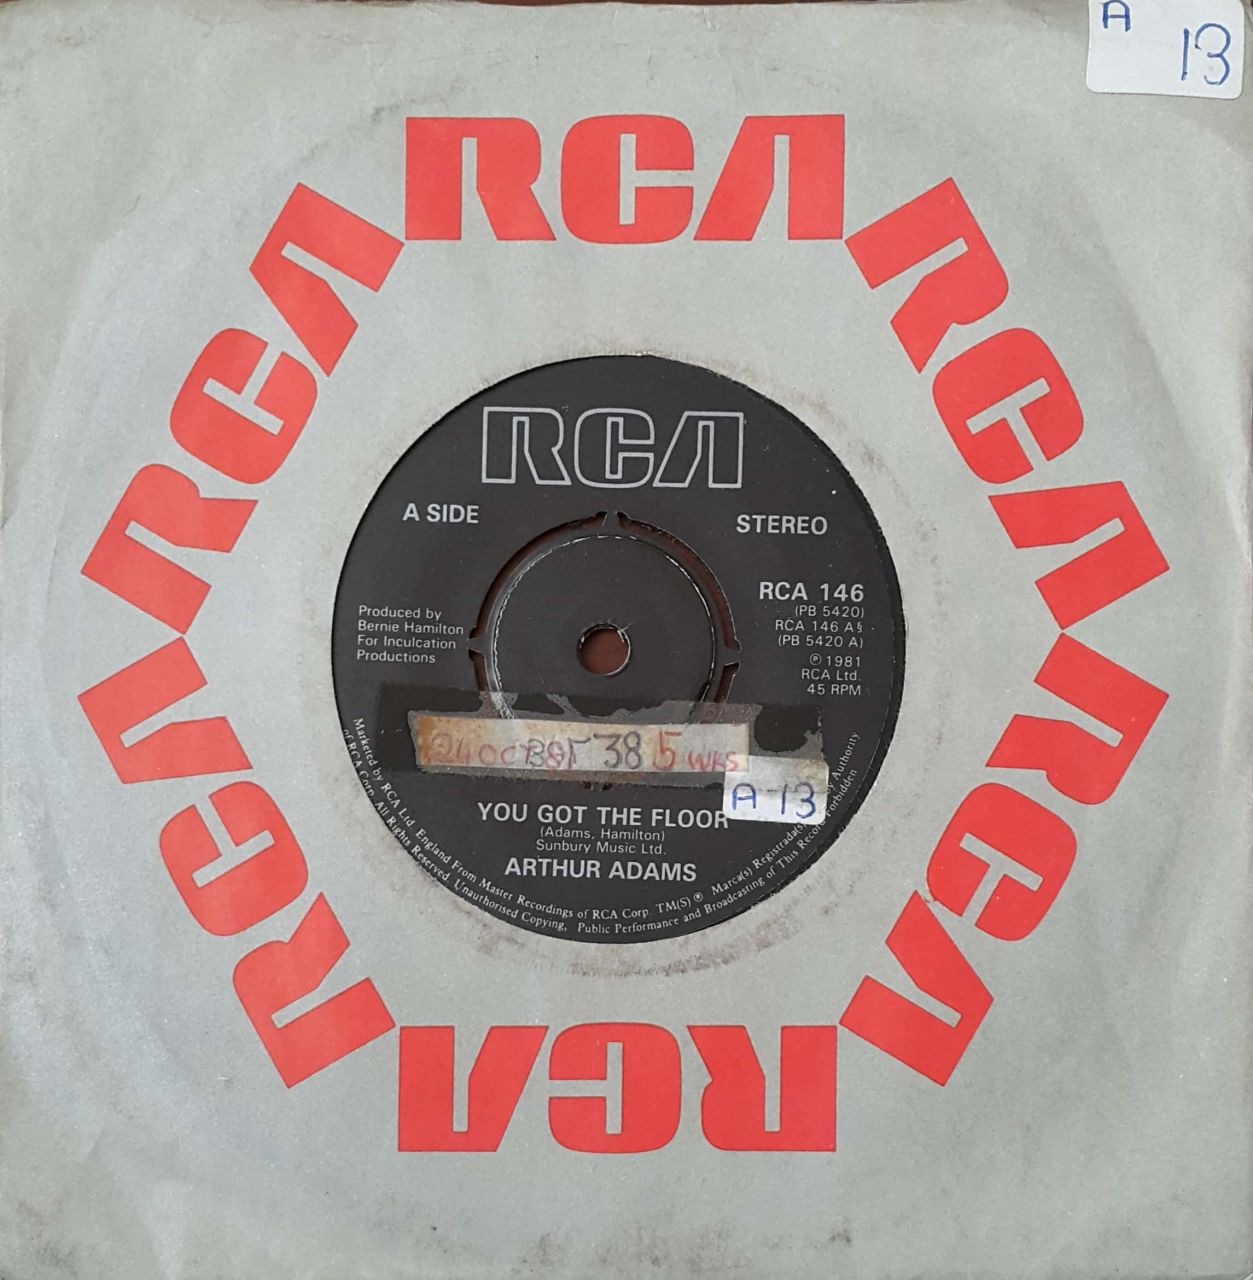 A
13
RCA
RCA
RCA
RCA
RCA
RCA
RCA
A SIDE
STEREO
RCA 146
(PB 5420)
RCA 146 A§
(PB 5420 A)
℗ 1981
RCA Ltd.
45 RPM
Produced by
Bernie Hamilton
For Inculcation
Productions
38 5 WKS
A 13
YOU GOT THE FLOOR
(Adams, Hamilton)
Sunbury Music Ltd.
ARTHUR ADAMS
Marketed by RCA Ltd. England From Master Recordings of RCA Corp. TM(S) ® Marca(s) Registrada(s) by Authority
of RCA Corp. All Rights Reserved. Unauthorised Copying, Public Performance and Broadcasting of This Record Forbidden